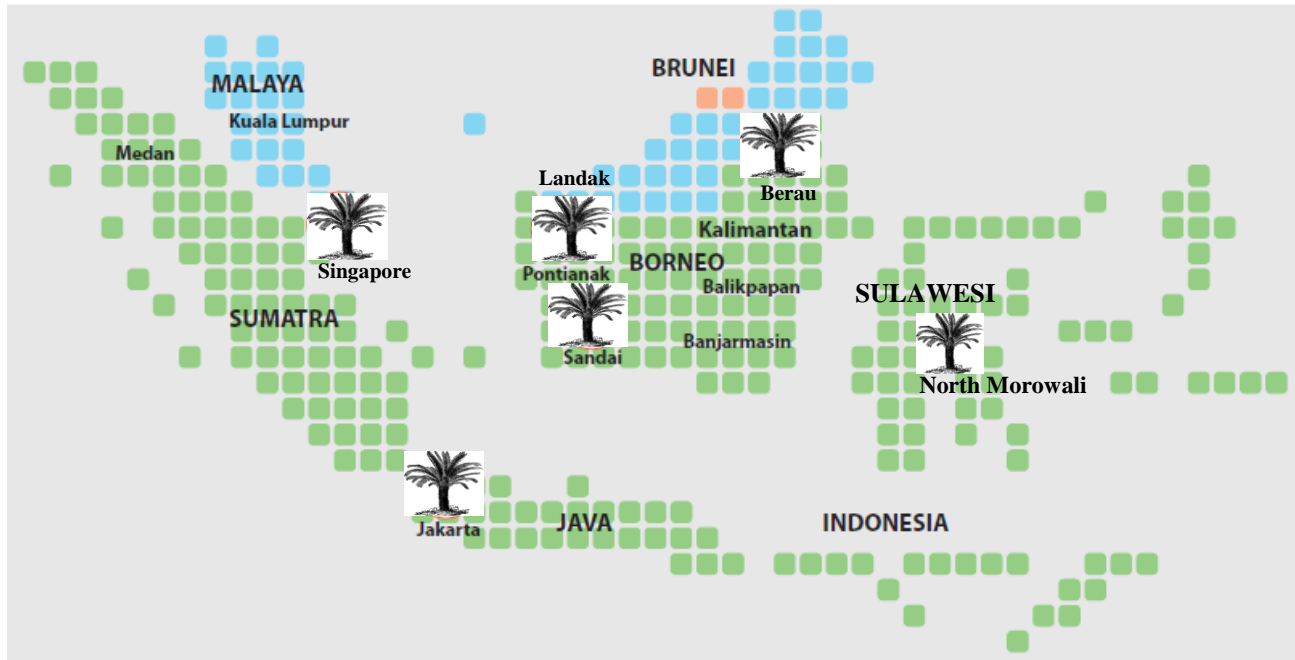 BRUNEI
MALAYA
Kuala Lumpur
Medan
Landak
Berau
Kalimantan
Singapore
Pontianak
BORNEO
Balikpapan
SULAWESI
SUMATRA
Sandai
Banjarmasin
North Morowali
Jakarta
JAVA
INDONESIA